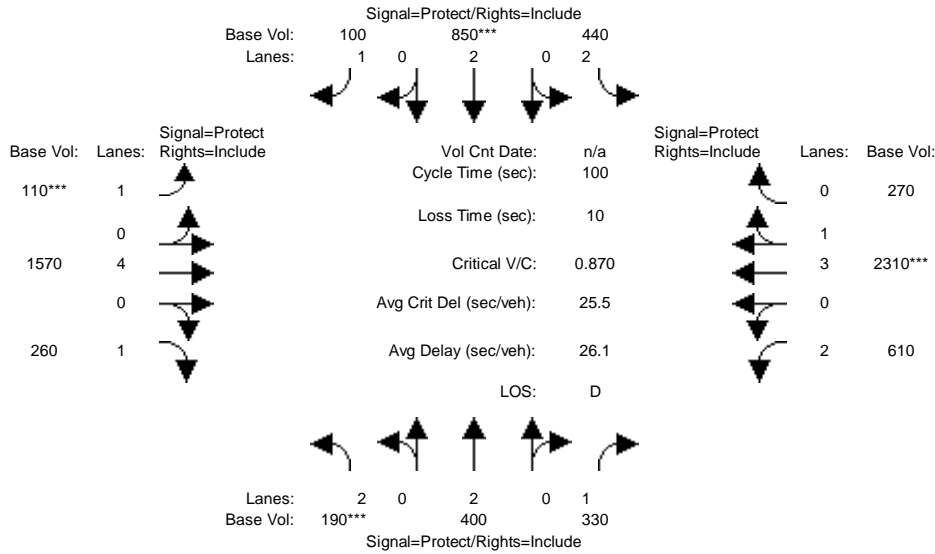 Signal=Protect/Rights=Include
Base Vol: 100 850*** 440
Lanes: 1 0 2 0 2
Signal=Protect
Base Vol: Lanes: Rights=Include
110*** 1
0
1570 4
0
260 1
Vol Cnt Date: n/a
Cycle Time (sec): 100
Loss Time (sec): 10
Critical V/C: 0.870
Avg Crit Del (sec/veh): 25.5
Avg Delay (sec/veh): 26.1
LOS: D
Signal=Protect
Rights=Include Lanes: Base Vol:
0 270
1
3 2310***
0
2 610
Lanes: 2 0 2 0 1
Base Vol: 190*** 400 330
Signal=Protect/Rights=Include